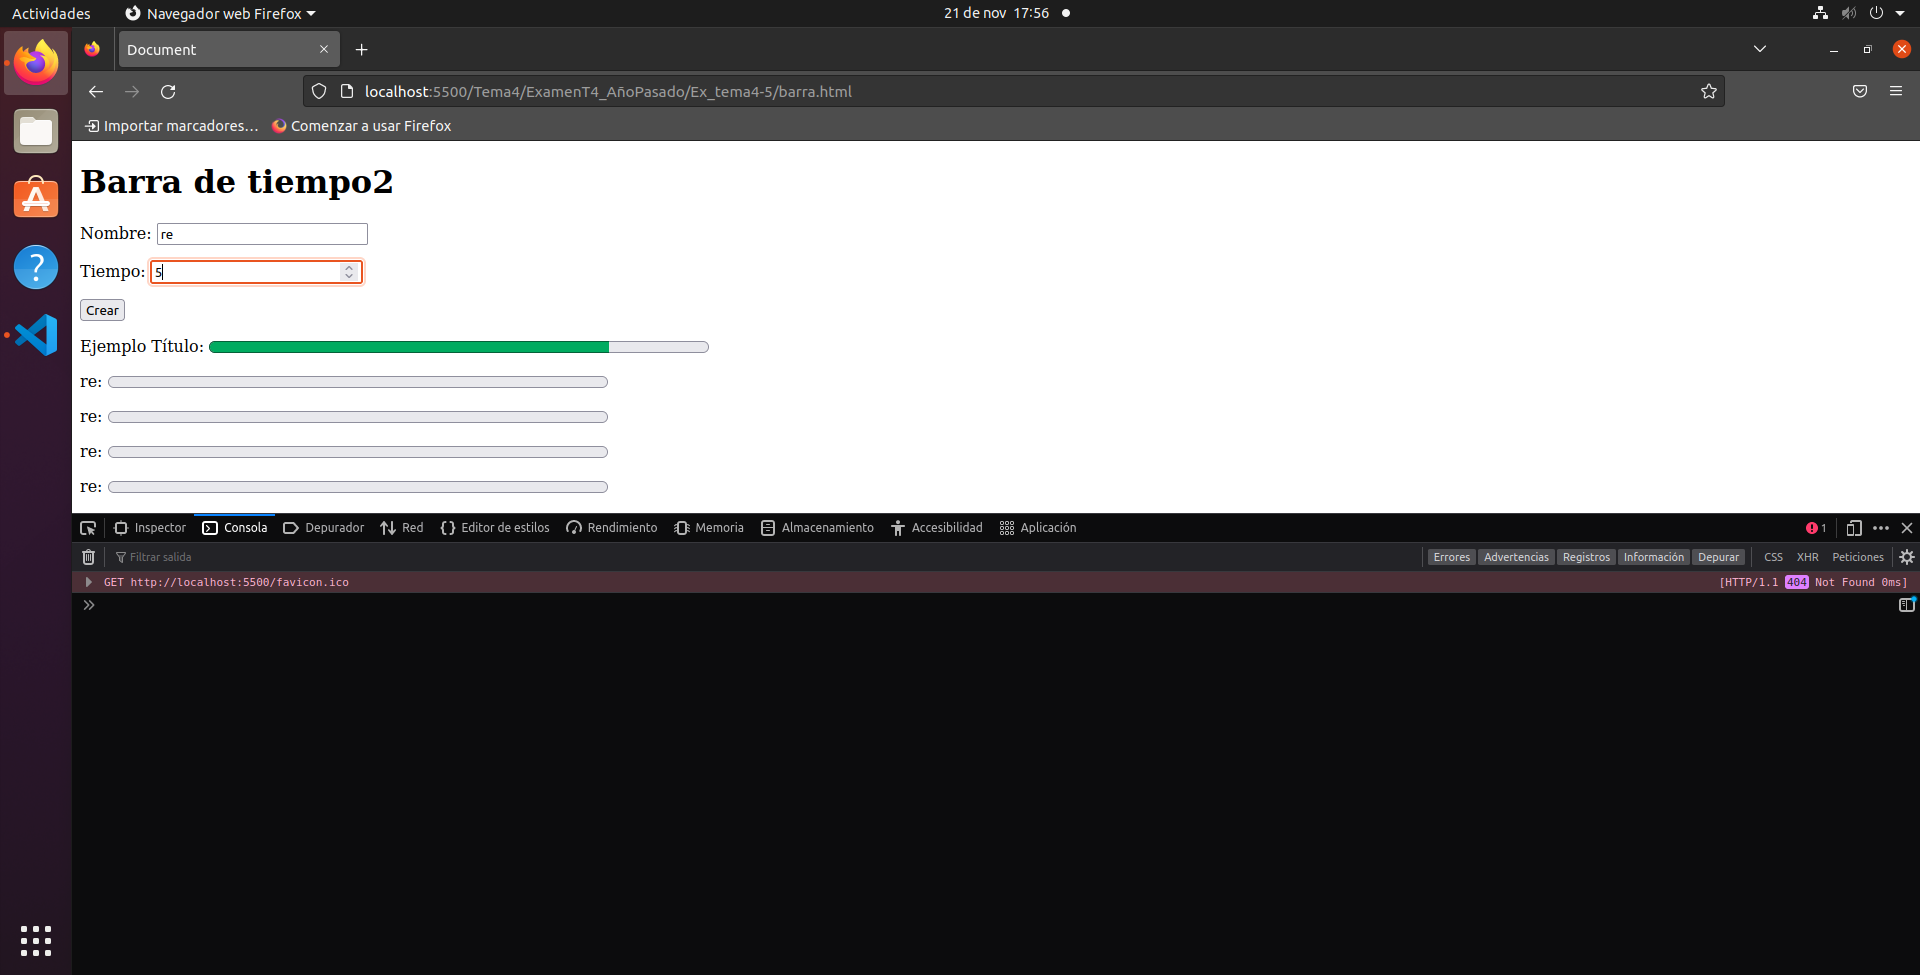 Actividades
Navegador web Firefox
21 de nov 17:56
Document
localhost:5500/Tema4/ExamenT4_AñoPasado/Ex_tema4-5/barra.html
Importar marcadores...
Comenzar a usar Firefox
Barra de tiempo2
Nombre: re
Tiempo: 5
Crear
Ejemplo Título:
re:
re:
re:
re:
Inspector Consola Depurador Red Editor de estilos Rendimiento Memoria Almacenamiento Accesibilidad Aplicación 1
Filtrar salida Errores Advertencias Registros Información Depurar CSS XHR Peticiones
GET http://localhost:5500/favicon.ico [HTTP/1.1 404 Not Found 0ms]